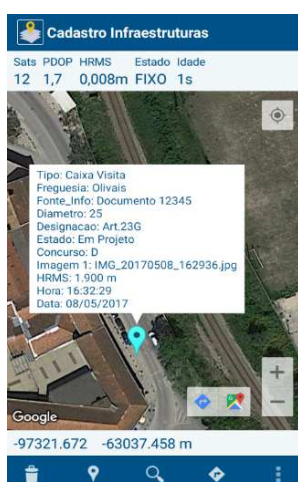 Cadastro Infraestruturas
Sats PDOP HRMS Estado Idade
12 1,7 0,008m FIXO 1s
Tipo: Caixa Visita
Freguesia: Olivais
Fonte_Info: Documento 12345
Diametro: 25
Designacao: Art.23G
Estado: Em Projeto
Concurso: D
Imagem 1: IMG_20170508_162936.jpg
HRMS: 1.900 m
Hora: 16:32:29
Data: 08/05/2017
Google
-97321.672 -63037.458 m